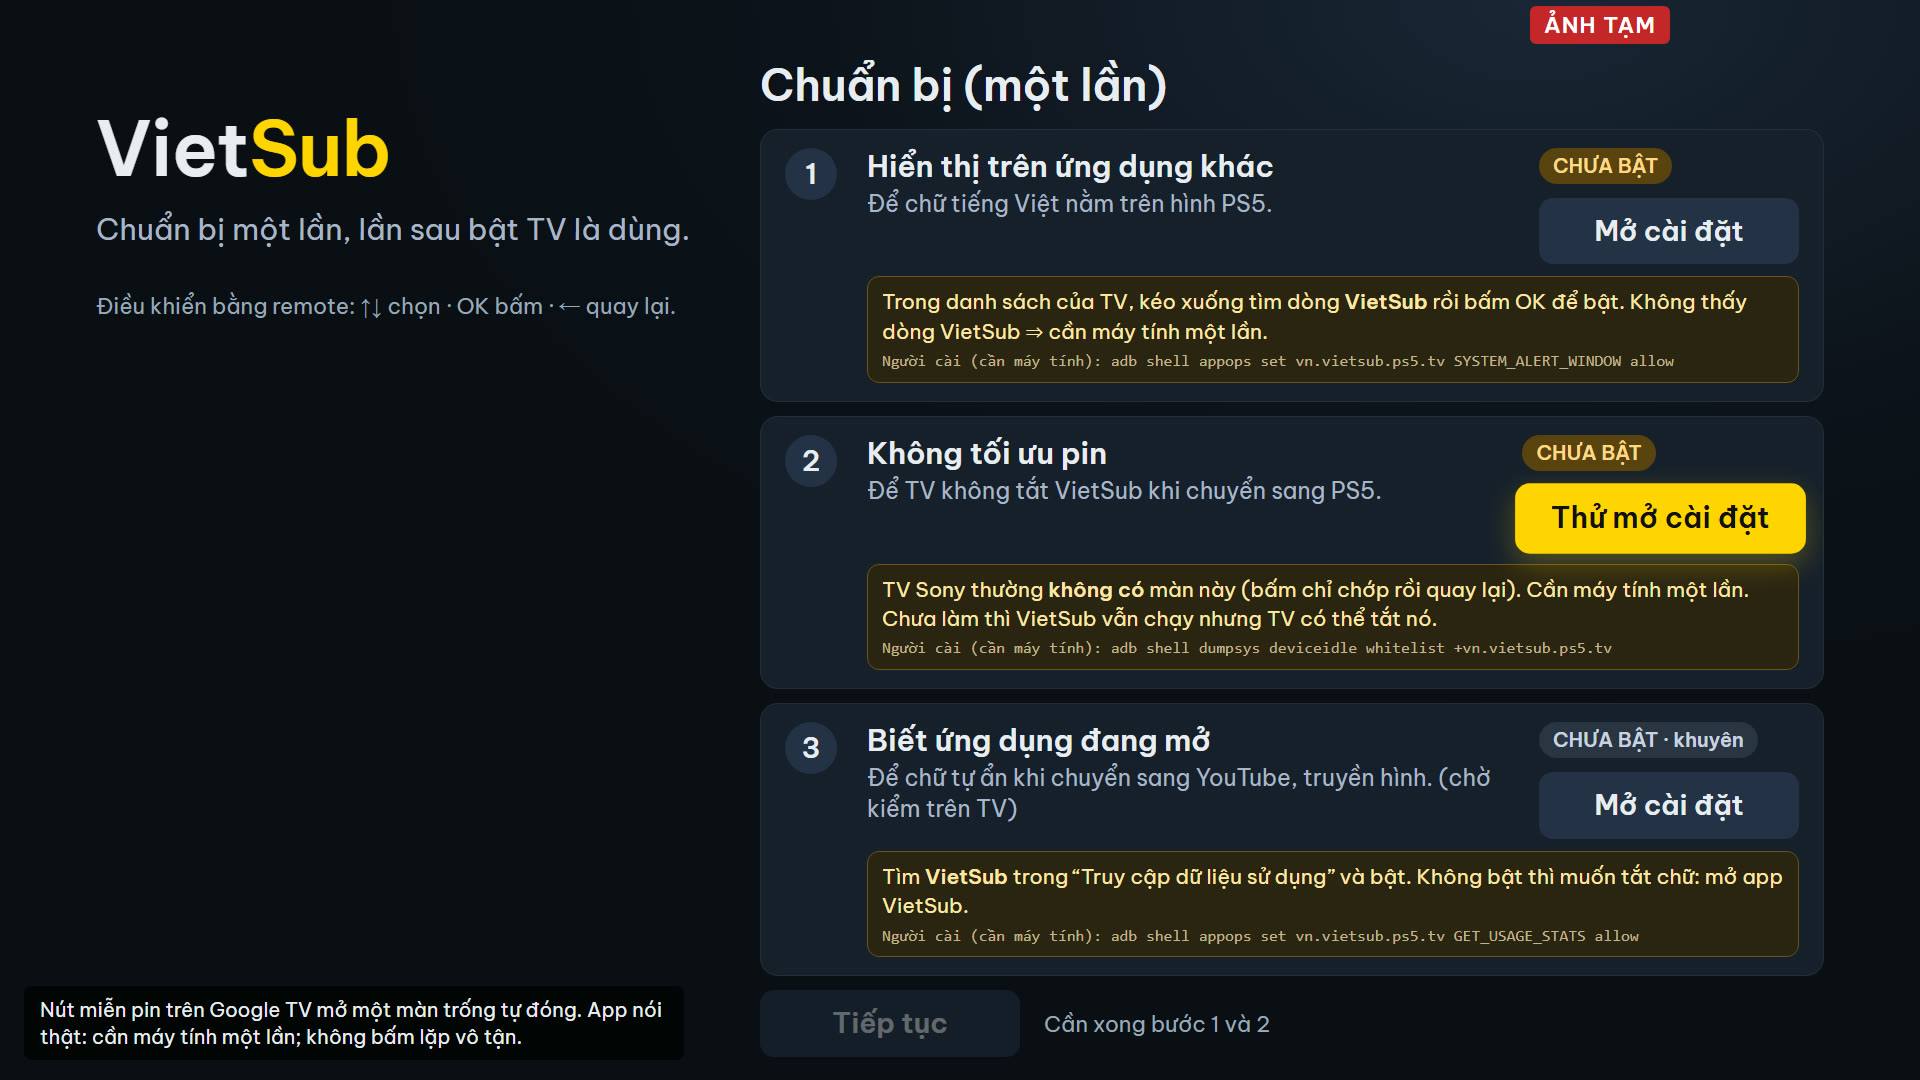 ẢNH TẠM
VietSub
Chuẩn bị một lần, lần sau bật TV là dùng.
Điều khiển bằng remote: ↑↓ chọn · OK bấm · ← quay lại.
Chuẩn bị (một lần)
1
Hiển thị trên ứng dụng khác
Để chữ tiếng Việt nằm trên hình PS5.
CHƯA BẬT
Mở cài đặt
Trong danh sách của TV, kéo xuống tìm dòng VietSub rồi bấm OK để bật. Không thấy
dòng VietSub ⇒ cần máy tính một lần.
Người cài (cần máy tính): adb shell appops set vn.vietsub.ps5.tv SYSTEM_ALERT_WINDOW allow
2
Không tối ưu pin
Để TV không tắt VietSub khi chuyển sang PS5.
CHƯA BẬT
Thử mở cài đặt
TV Sony thường không có màn này (bấm chỉ chớp rồi quay lại). Cần máy tính một lần.
Chưa làm thì VietSub vẫn chạy nhưng TV có thể tắt nó.
Người cài (cần máy tính): adb shell dumpsys deviceidle whitelist +vn.vietsub.ps5.tv
3
Biết ứng dụng đang mở
Để chữ tự ẩn khi chuyển sang YouTube, truyền hình. (chờ
kiểm trên TV)
CHƯA BẬT · khuyên
Mở cài đặt
Tìm VietSub trong “Truy cập dữ liệu sử dụng” và bật. Không bật thì muốn tắt chữ: mở app
VietSub.
Người cài (cần máy tính): adb shell appops set vn.vietsub.ps5.tv GET_USAGE_STATS allow
Tiếp tục
Cần xong bước 1 và 2
Nút miễn pin trên Google TV mở một màn trống tự đóng. App nói
thật: cần máy tính một lần; không bấm lặp vô tận.